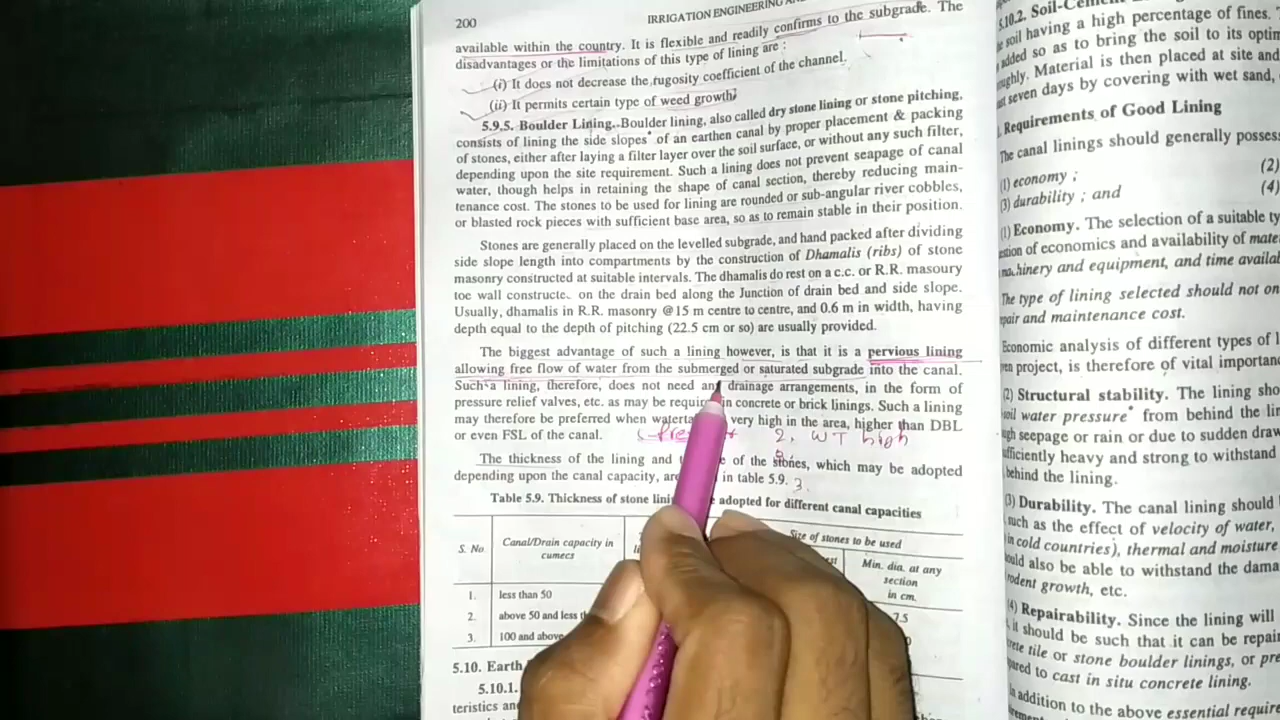 200
IRRIGATION ENGINEERING AN
available within the country. It is flexible and readily confirms to the subgrade. The
disadvantages or the limitations of this type of lining are :
(i) It does not decrease the rugosity coefficient of the channel.
(ii) It permits certain type of weed growth.
5.9.5. Boulder Lining. Boulder lining, also called dry stone lining or stone pitching,
consists of lining the side slopes* of an earthen canal by proper placement & packing
of stones, either after laying a filter layer over the soil surface, or without any such filter,
depending upon the site requirement. Such a lining does not prevent seapage of canal
water, though helps in retaining the shape of canal section, thereby reducing main-
tenance cost. The stones to be used for lining are rounded or sub-angular river cobbles,
or blasted rock pieces with sufficient base area, so as to remain stable in their position.
Stones are generally placed on the levelled subgrade, and hand packed after dividing
side slope length into compartments by the construction of Dhamalis (ribs) of stone
masonry constructed at suitable intervals. The dhamalis do rest on a c.c. or R.R. masoury
toe wall constructe. on the drain bed along the Junction of drain bed and side slope.
Usually, dhamalis in R.R. masonry @15 m centre to centre, and 0.6 m in width, having
depth equal to the depth of pitching (22.5 cm or so) are usually provided.
The biggest advantage of such a lining however, is that it is a pervious lining
allowing free flow of water from the submerged or saturated subgrade into the canal.
Such a lining, therefore, does not need any drainage arrangements, in the form of
pressure relief valves, etc. as may be requir in concrete or brick linings. Such a lining
may therefore be preferred when waterta very high in the area, higher than DBL
or even FSL of the canal.
2. WT high
The thickness of the lining and of the stones, which may be adopted
depending upon the canal capacity, are in table 5.9.
3.
Table 5.9. Thickness of stone lini adopted for different canal capacities
S. No.
Canal/Drain capacity in
cumecs
Size of stones to be used
Min. dia. at any
section
in cm.
1. less than 50
2. above 50 and less 7.5
3. 100 and above
5.10. Earth
5.10.1.
teristics an
5.10.2. Soil-Cement
soil having a high percentage of fines.
added so as to bring the soil to its optim
ughly. Material is then placed at site and
seven days by covering with wet sand,
Requirements of Good Lining
The canal linings should generally posses
(1) economy ; (2)
(3) durability ; and (4)
(1) Economy. The selection of a suitable ty
of economics and availability of mate
hinery and equipment, and time availa
The type of lining selected should not on
pair and maintenance cost.
Economic analysis of different types of l
project, is therefore of vital importan
(2) Structural stability. The lining sho
soil water pressure* from behind the lin
seepage or rain or due to sudden draw
sufficiently heavy and strong to withstand
behind the lining.
(3) Durability. The canal lining should
such as the effect of velocity of water,
in cold countries), thermal and moisture
ould also be able to withstand the dama
rodent growth, etc.
(4) Repairability. Since the lining will
it should be such that it can be repair
tile or stone boulder linings, or pre
to cast in situ concrete lining.
In addition to the above essential require